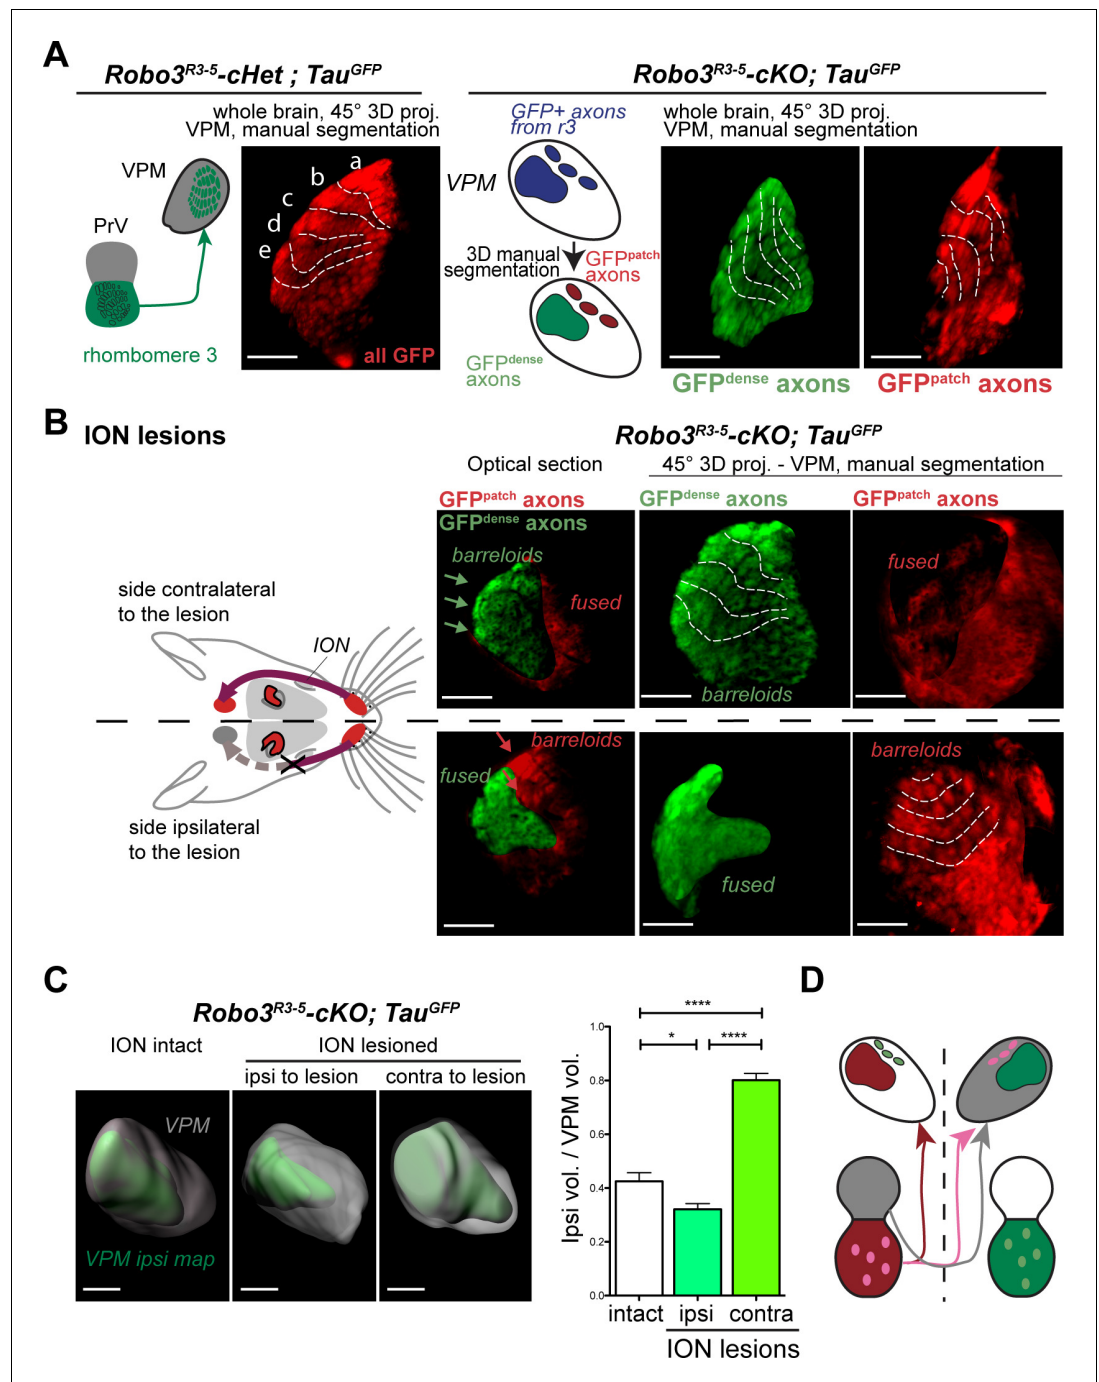 A
Robo3R3-5-cHet ; TauGFP
whole brain, 45° 3D proj.
VPM, manual segmentation
VPM
PrV
rhombomere 3
a
b
c
d
e
all GFP
Robo3R3-5-cKO; TauGFP
GFP+ axons
from r3
VPM
3D manual
segmentation
GFPpatch
axons
GFPdense
axons
whole brain, 45° 3D proj.
VPM, manual segmentation
GFPdense axons
GFPpatch axons
B
ION lesions
Robo3R3-5-cKO; TauGFP
Optical section
45° 3D proj. - VPM, manual segmentation
GFPpatch axons
GFPdense axons
GFPdense axons
GFPpatch axons
side contralateral
to the lesion
ION
side ipsilateral
to the lesion
barreloids
fused
barreloids
fused
barreloids
fused
fused
barreloids
C
Robo3R3-5-cKO; TauGFP
ION intact
ION lesioned
ipsi to lesion
contra to lesion
VPM
VPM ipsi map
Ipsi vol. / VPM vol.
1.0
0.8
0.6
0.4
0.2
0.0
****
*
****
intact
ipsi
contra
ION lesions
D